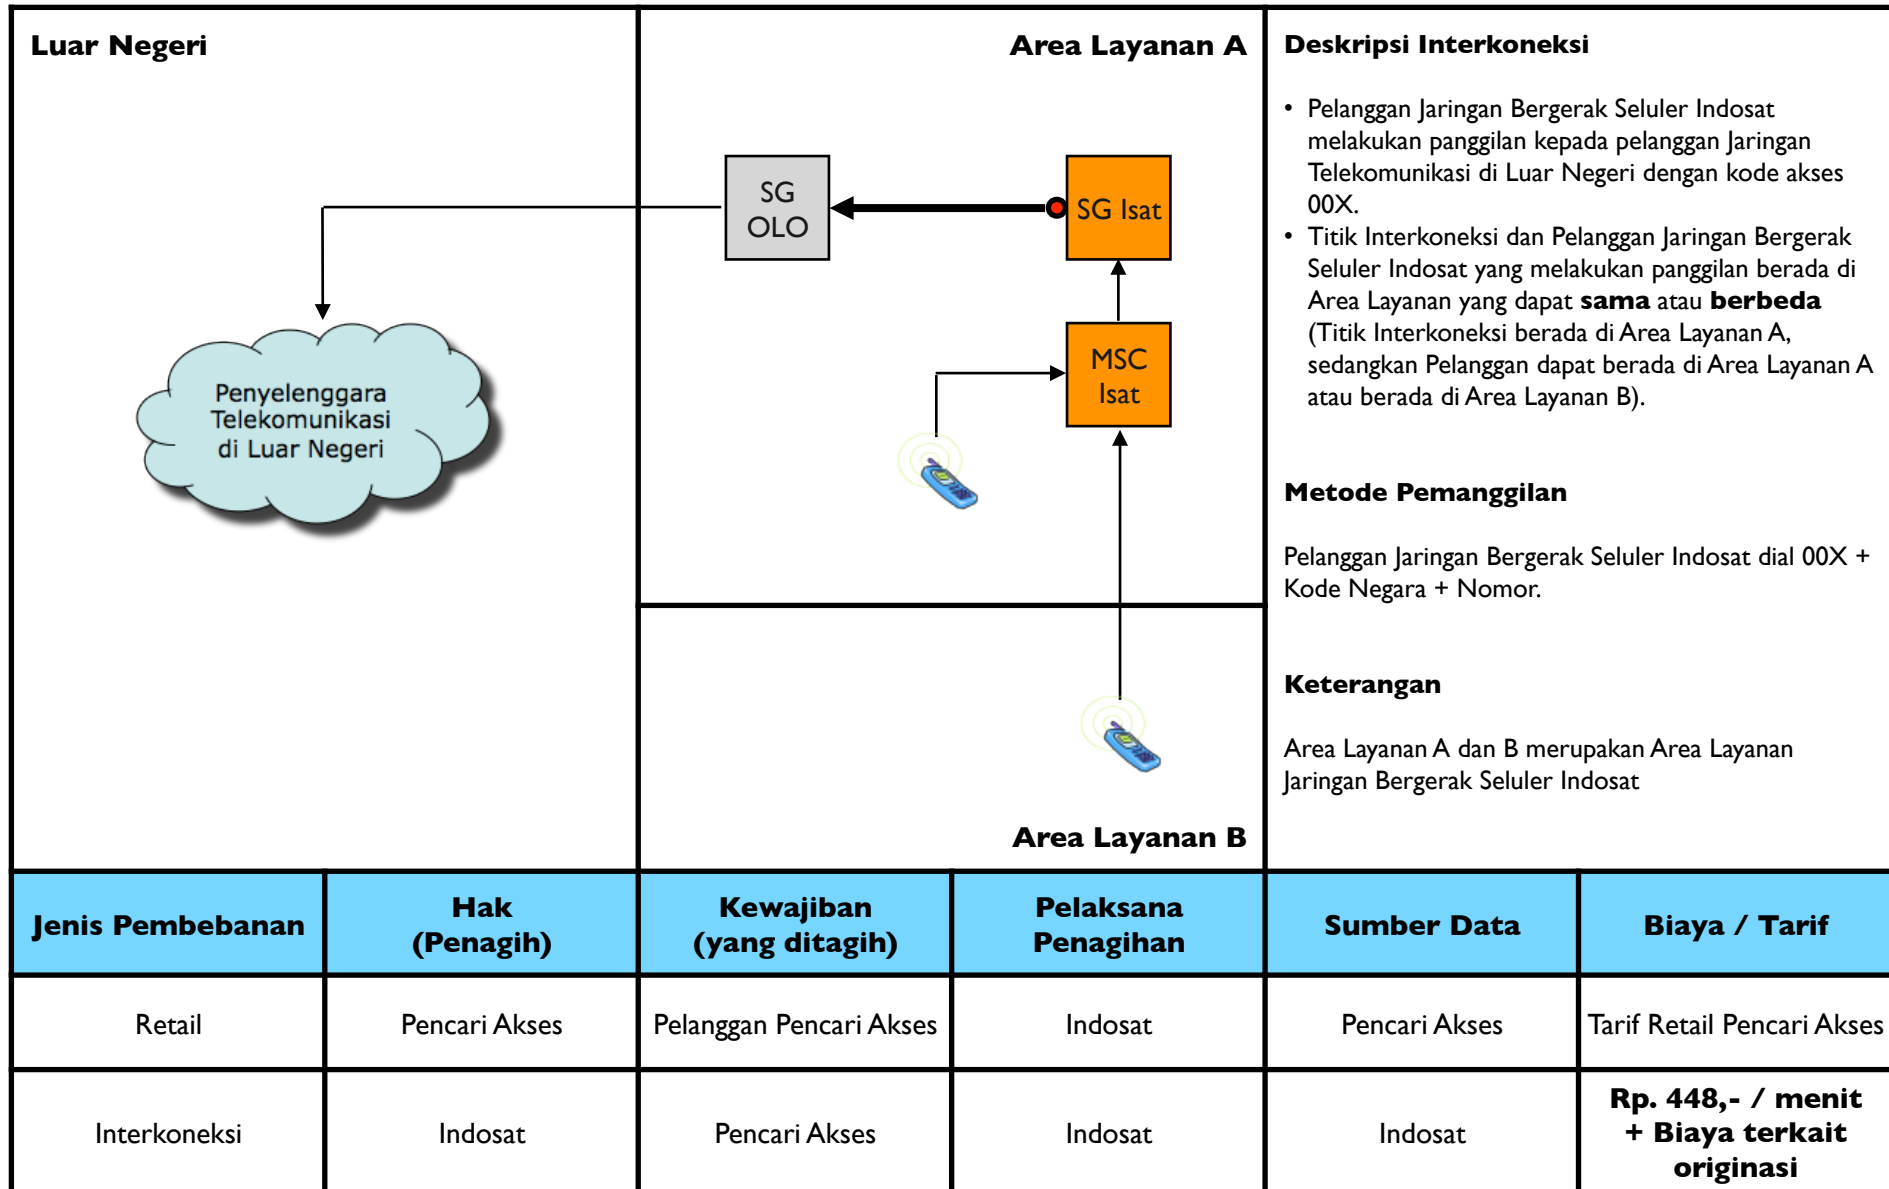 Luar Negeri
Area Layanan A
SG
OLO
SG Isat
MSC
Isat
Penyelenggara
Telekomunikasi
di Luar Negeri
Area Layanan B
Deskripsi Interkoneksi
• Pelanggan Jaringan Bergerak Seluler Indosat
melakukan panggilan kepada pelanggan Jaringan
Telekomunikasi di Luar Negeri dengan kode akses
00X.
• Titik Interkoneksi dan Pelanggan Jaringan Bergerak
Seluler Indosat yang melakukan panggilan berada di
Area Layanan yang dapat sama atau berbeda
(Titik Interkoneksi berada di Area Layanan A,
sedangkan Pelanggan dapat berada di Area Layanan A
atau berada di Area Layanan B).
Metode Pemanggilan
Pelanggan Jaringan Bergerak Seluler Indosat dial 00X +
Kode Negara + Nomor.
Keterangan
Area Layanan A dan B merupakan Area Layanan
Jaringan Bergerak Seluler Indosat
Jenis Pembebanan
Hak
(Penagih)
Kewajiban
(yang ditagih)
Pelaksana
Penagihan
Sumber Data
Biaya / Tarif
Retail
Pencari Akses
Pelanggan Pencari Akses
Indosat
Pencari Akses
Tarif Retail Pencari Akses
Interkoneksi
Indosat
Pencari Akses
Indosat
Indosat
Rp. 448,- / menit
+ Biaya terkait
originasi